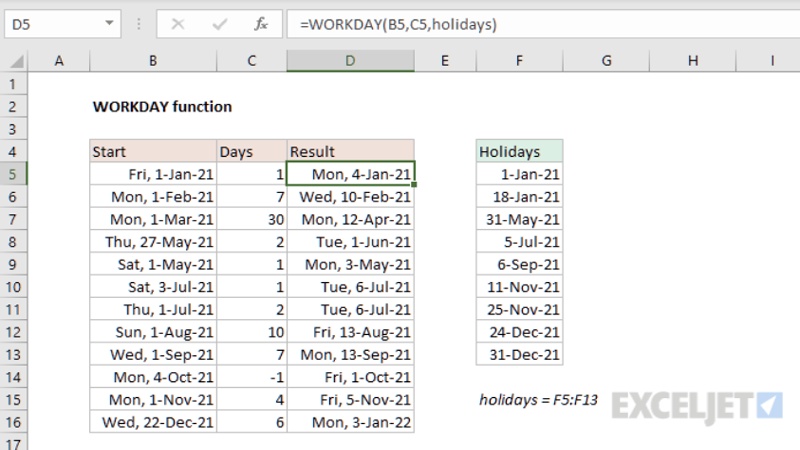 D5 fx =WORKDAY(B5,C5,holidays)
A B C D E F G H I
1
2 WORKDAY function
3
4 Start Days Result Holidays
5 Fri, 1-Jan-21 1 Mon, 4-Jan-21 1-Jan-21
6 Mon, 1-Feb-21 7 Wed, 10-Feb-21 18-Jan-21
7 Mon, 1-Mar-21 30 Mon, 12-Apr-21 31-May-21
8 Thu, 27-May-21 2 Tue, 1-Jun-21 5-Jul-21
9 Sat, 1-May-21 1 Mon, 3-May-21 6-Sep-21
10 Sat, 3-Jul-21 1 Tue, 6-Jul-21 11-Nov-21
11 Thu, 1-Jul-21 2 Tue, 6-Jul-21 25-Nov-21
12 Sun, 1-Aug-21 10 Fri, 13-Aug-21 24-Dec-21
13 Wed, 1-Sep-21 7 Mon, 13-Sep-21 31-Dec-21
14 Mon, 4-Oct-21 -1 Fri, 1-Oct-21
15 Mon, 1-Nov-21 4 Fri, 5-Nov-21 holidays = F5:F13 EXCELJET
16 Wed, 22-Dec-21 6 Mon, 3-Jan-22
17